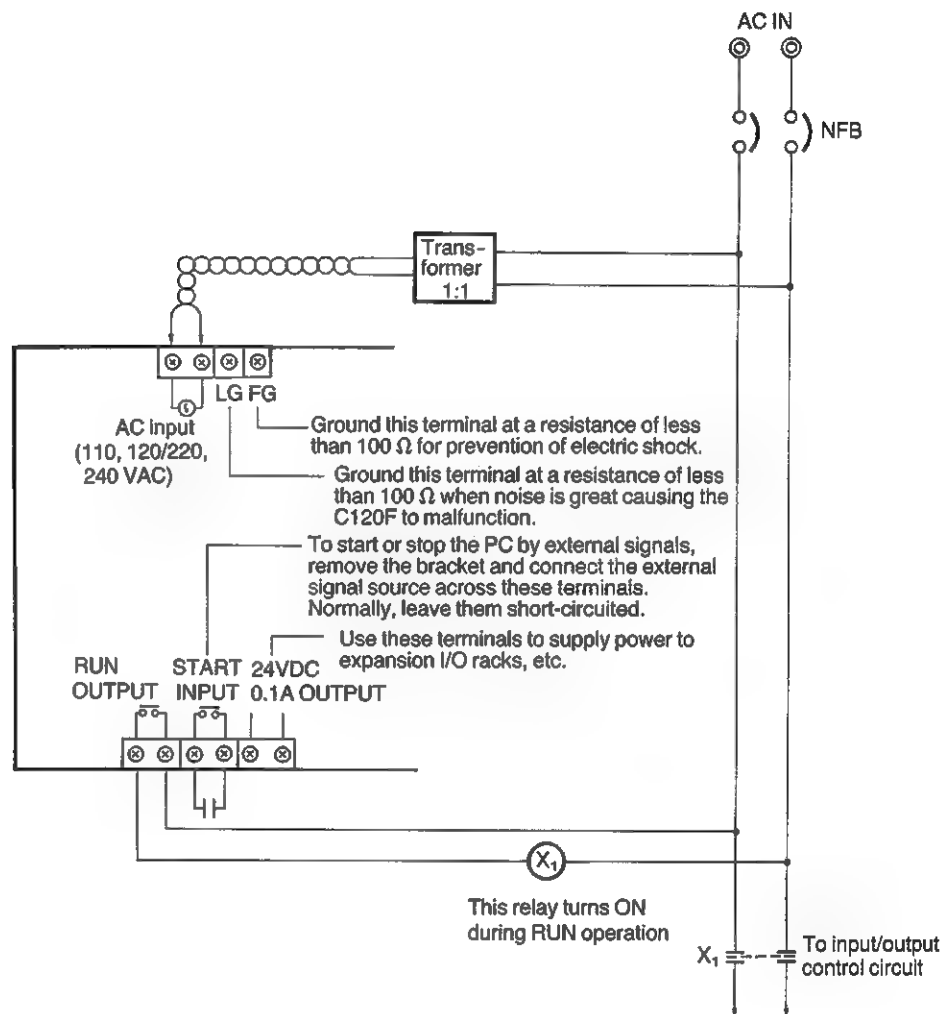 AC IN
NFB
Trans-
former
1:1
LG FG
AC input
(110, 120/220,
240 VAC)
Ground this terminal at a resistance of less
than 100 Ω for prevention of electric shock.
Ground this terminal at a resistance of less
than 100 Ω when noise is great causing the
C120F to malfunction.
To start or stop the PC by external signals,
remove the bracket and connect the external
signal source across these terminals.
Normally, leave them short-circuited.
Use these terminals to supply power to
expansion I/O racks, etc.
RUN
OUTPUT
START
INPUT
24VDC
0.1A OUTPUT
X₁
This relay turns ON
during RUN operation
X₁
To input/output
control circuit